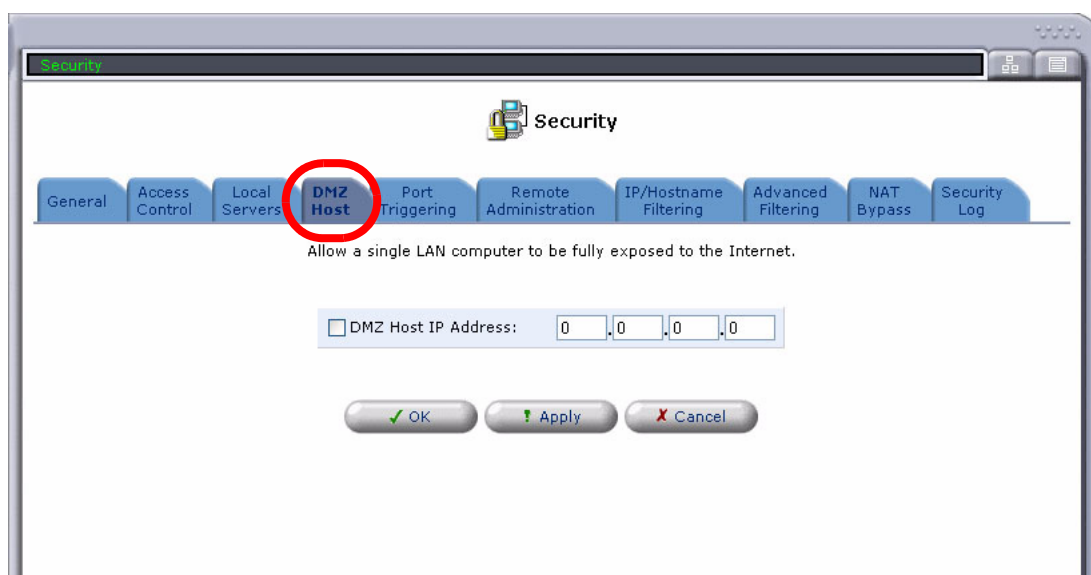 Security
Security
General
Access Control
Local Servers
DMZ Host
Port Triggering
Remote Administration
IP/Hostname Filtering
Advanced Filtering
NAT Bypass
Security Log
Allow a single LAN computer to be fully exposed to the Internet.
DMZ Host IP Address: 0 . 0 . 0 . 0
OK Apply Cancel